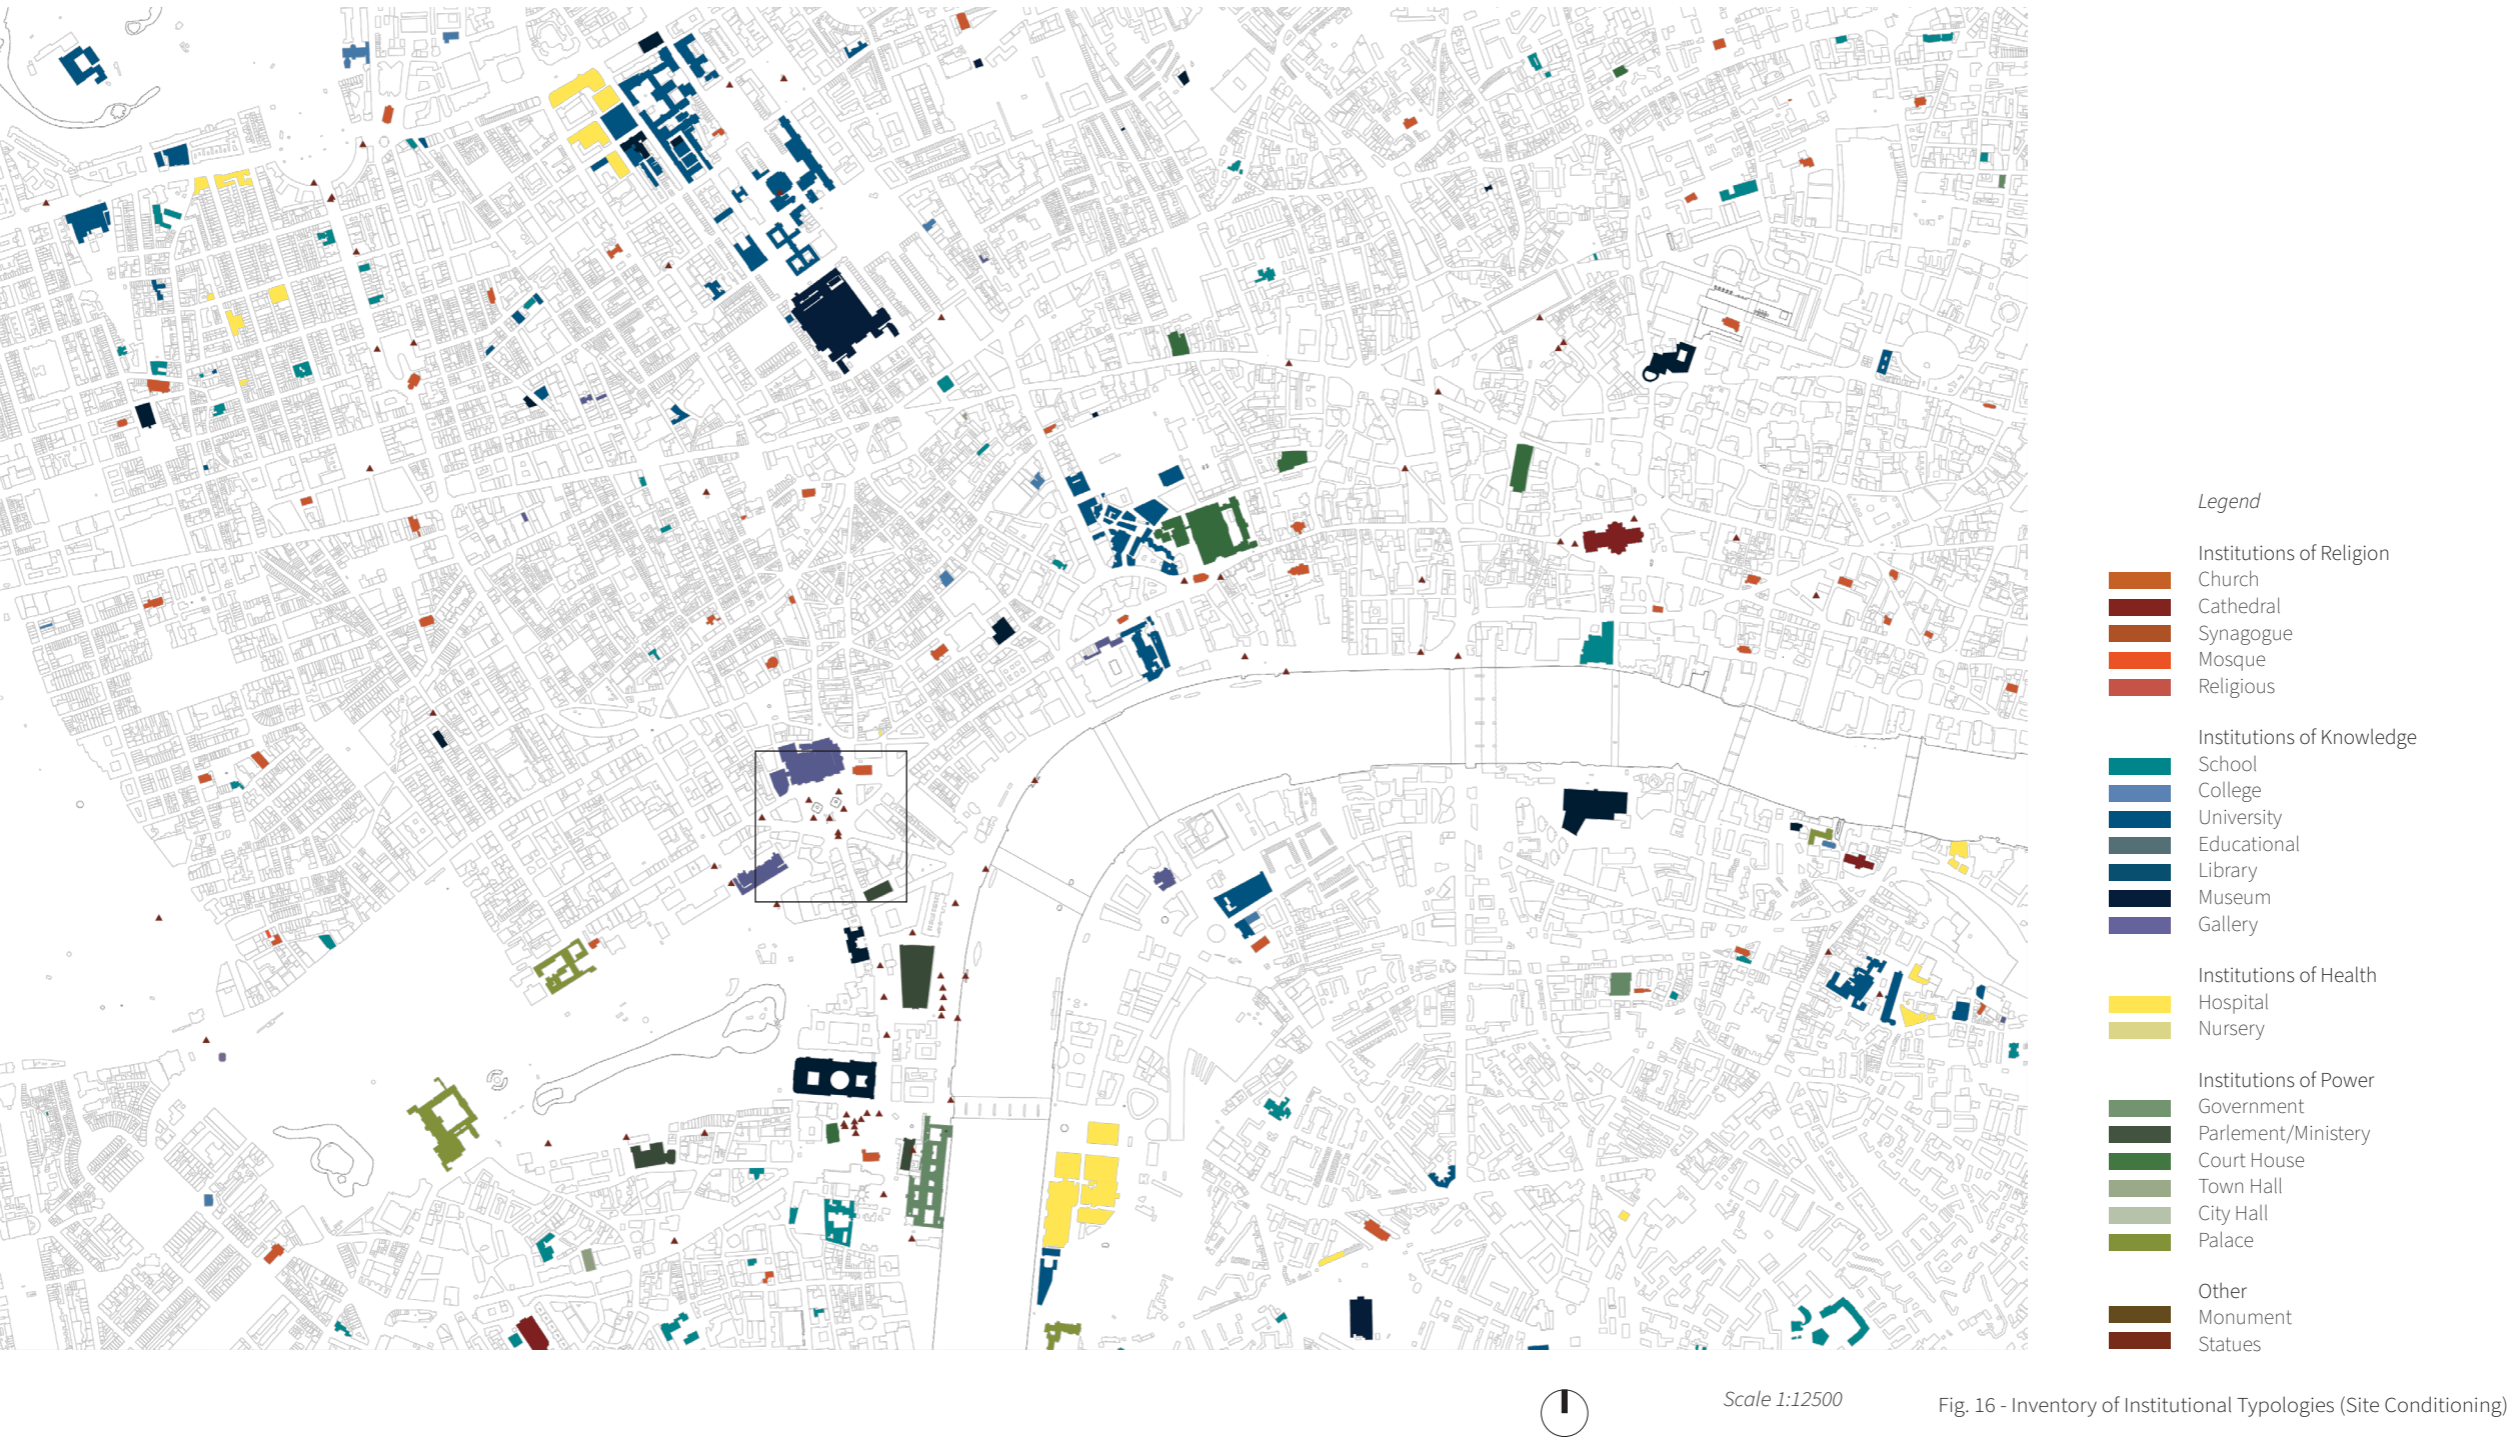 Legend
Institutions of Religion
Church
Cathedral
Synagogue
Mosque
Religious
Institutions of Knowledge
School
College
University
Educational
Library
Museum
Gallery
Institutions of Health
Hospital
Nursery
Institutions of Power
Government
Parlement/Ministery
Court House
Town Hall
City Hall
Palace
Other
Monument
Statues
Scale 1:12500
Fig. 16 - Inventory of Institutional Typologies (Site Conditioning)